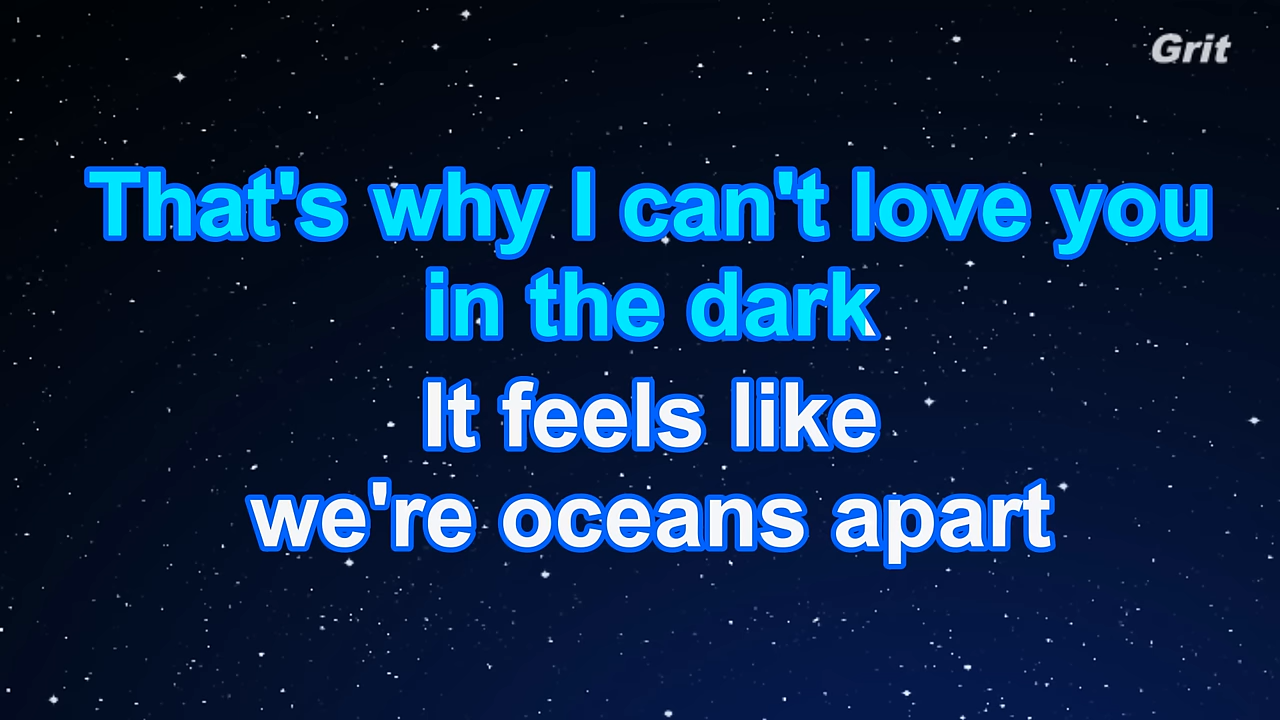 Grit
That's why I can't love you
in the dark
It feels like
we're oceans apart